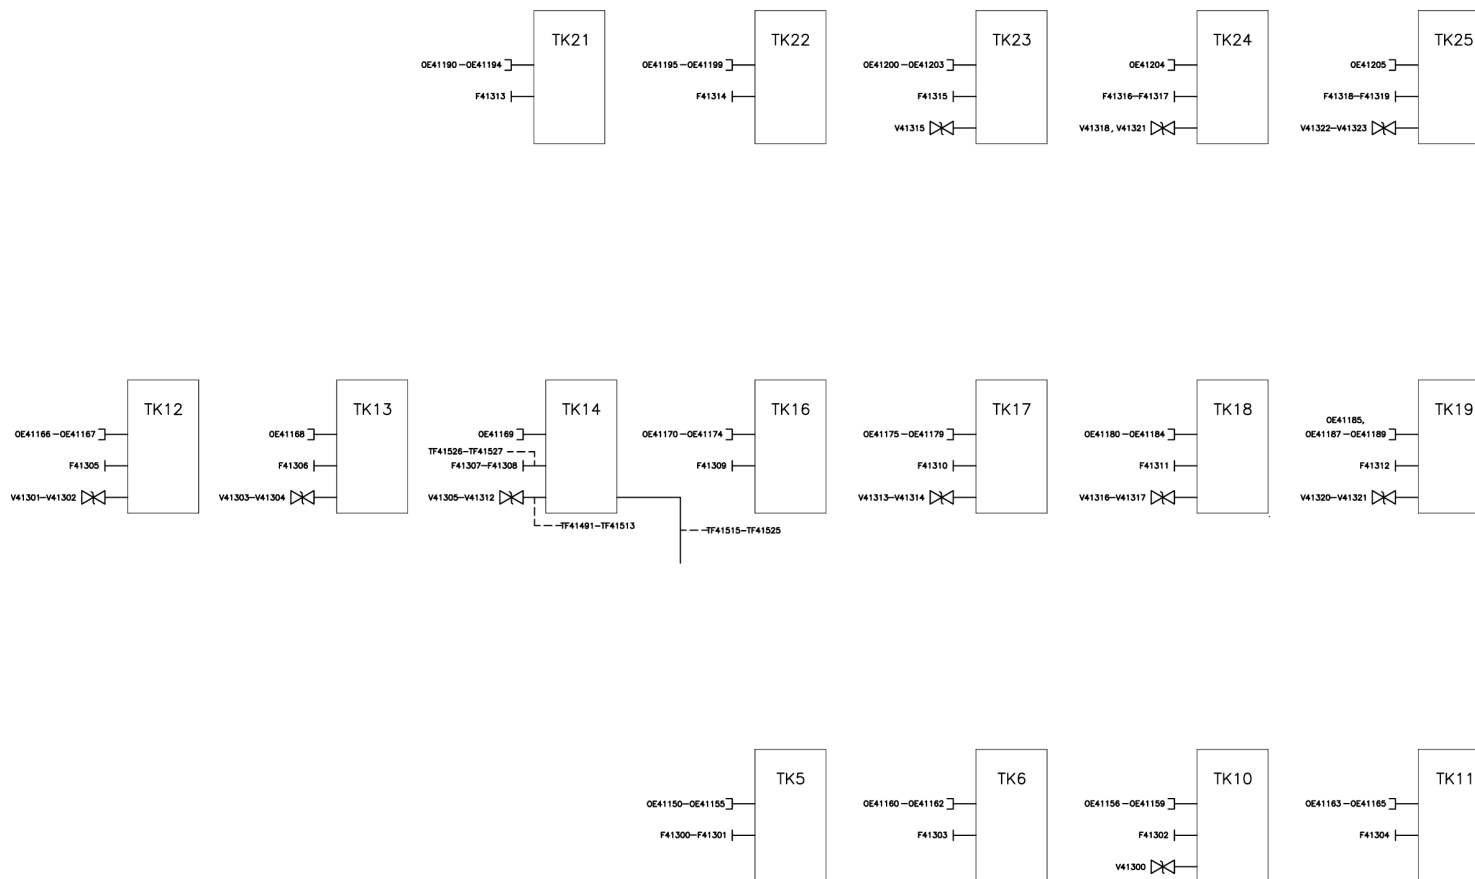 TK21
OE41190-OE41194
F41313
TK22
OE41195-OE41199
F41314
TK23
OE41200-OE41203
F41315
V41315
TK24
OE41204
F41316-F41317
V41318, V41321
TK25
OE41205
F41318-F41319
V41322-V41323
TK12
OE41166-OE41167
F41305
V41301-V41302
TK13
OE41168
F41306
V41303-V41304
TK14
OE41169
TF41526-TF41527
F41307-F41308
V41305-V41312
TF41491-TF41513
TF41515-TF41525
TK16
OE41170-OE41174
F41309
TK17
OE41175-OE41179
F41310
V41313-V41314
TK18
OE41180-OE41184
F41311
V41316-V41317
TK19
OE41185,
OE41187-OE41189
F41312
V41320-V41321
TK5
OE41150-OE41155
F41300-F41301
TK6
OE41160-OE41162
F41303
TK10
OE41156-OE41159
F41302
V41300
TK11
OE41163-OE41165
F41304